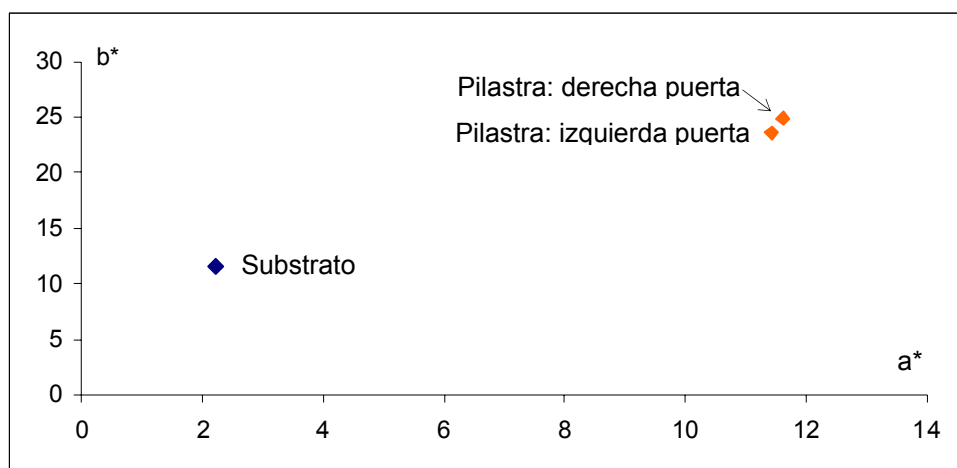 b*
30
Pilastra: derecha puerta
25
Pilastra: izquierda puerta
20
15
Substrato
10
5
a*
0
0 2 4 6 8 10 12 14